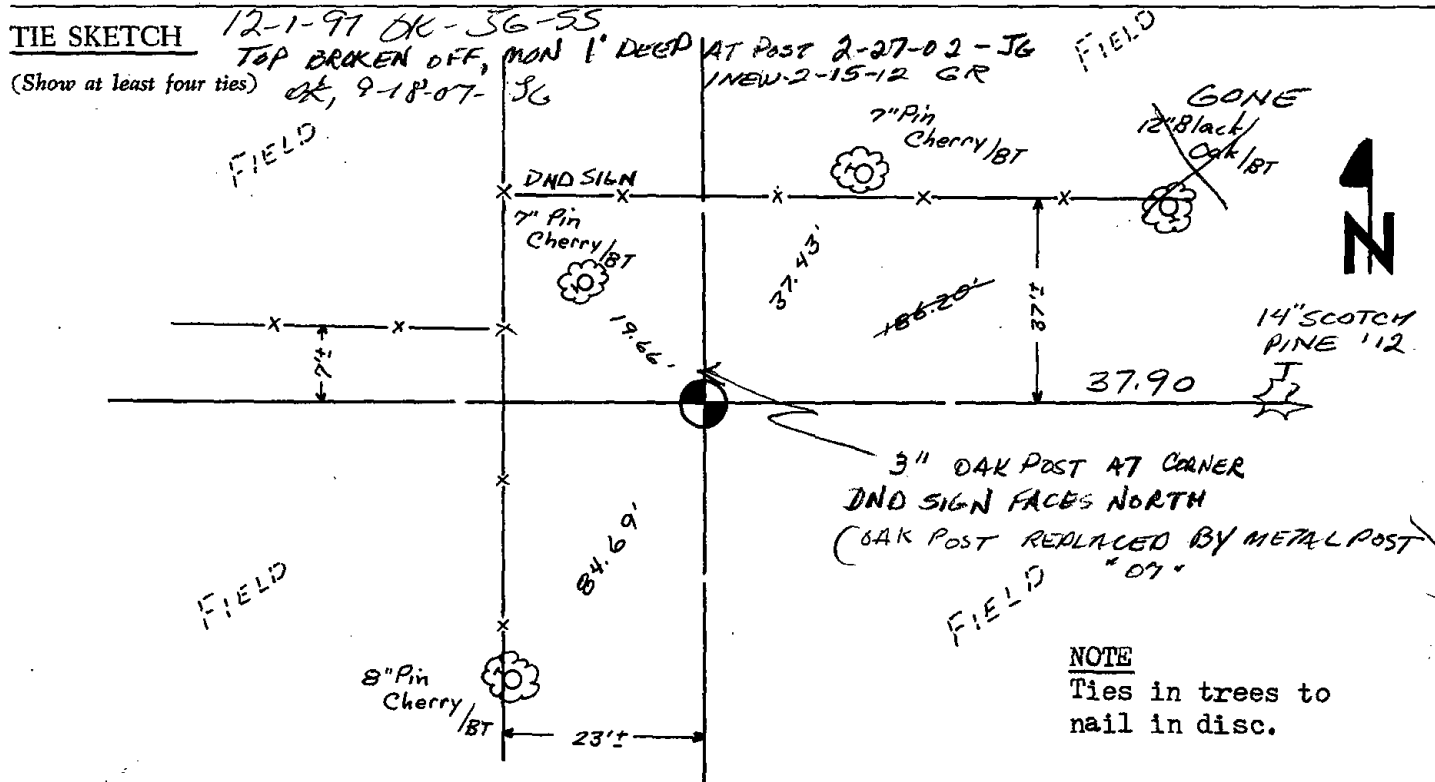 TIE SKETCH 12-1-97 OK-JG-SS
TOP BROKEN OFF, MON 1' DEEP AT POST 2-27-02-JG
(Show at least four ties) OK, 9-18-07- JG
1 NEW-2-15-12 GR
FIELD
FIELD
GONE
12" Black
Oak/BT
7" Pin
Cherry/BT
DND SIGN
7" Pin
Cherry/BT
N
37.43'
186.20'
37'±
19.66'
7'±
14" SCOTCH
PINE '12
37.90
3" OAK POST AT CORNER
DND SIGN FACES NORTH
(OAK POST REPLACED BY METAL POST
"07"
84.69'
FIELD
FIELD
8" Pin
Cherry/BT
23'±
NOTE
Ties in trees to
nail in disc.